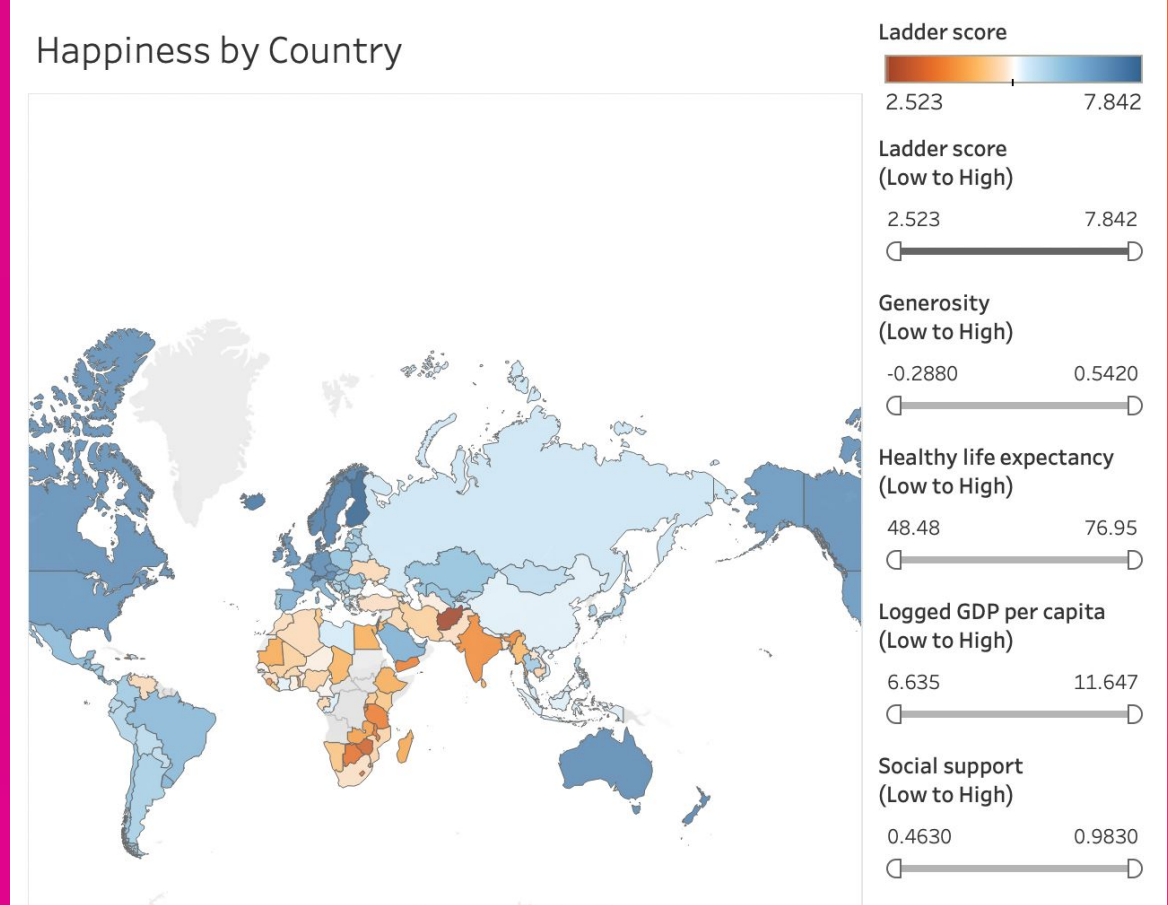 Happiness by Country
Ladder score
2.523 7.842
Ladder score
(Low to High)
2.523 7.842
Generosity
(Low to High)
-0.2880 0.5420
Healthy life expectancy
(Low to High)
48.48 76.95
Logged GDP per capita
(Low to High)
6.635 11.647
Social support
(Low to High)
0.4630 0.9830